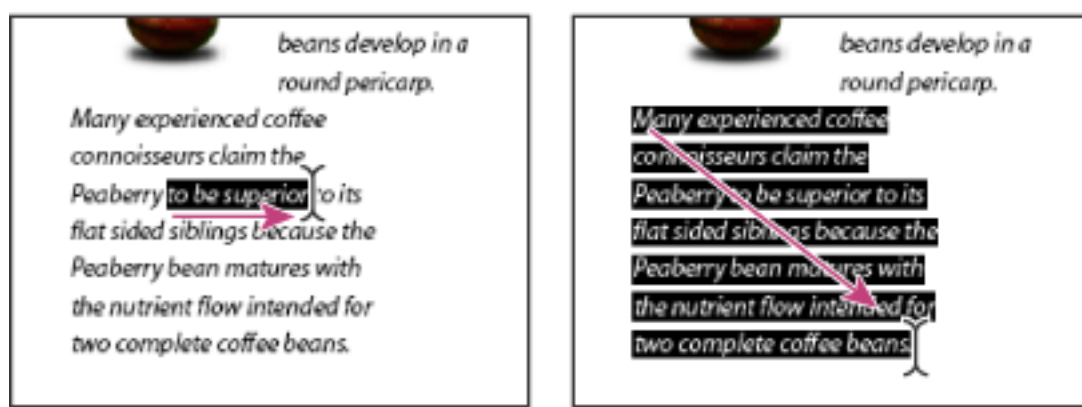 beans develop in a
round pericarp.
Many experienced coffee
connoisseurs claim the
Peaberry to be superior to its
flat sided siblings because the
Peaberry bean matures with
the nutrient flow intended for
two complete coffee beans.
beans develop in a
round pericarp.
Many experienced coffee
connoisseurs claim the
Peaberry to be superior to its
flat sided siblings because the
Peaberry bean matures with
the nutrient flow intended for
two complete coffee beans.